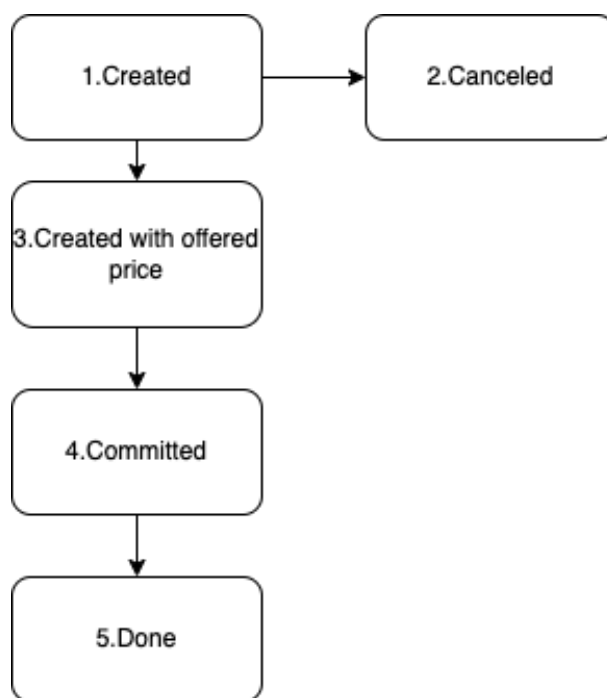 1.Created
2.Canceled
3.Created with offered
price
4.Committed
5.Done